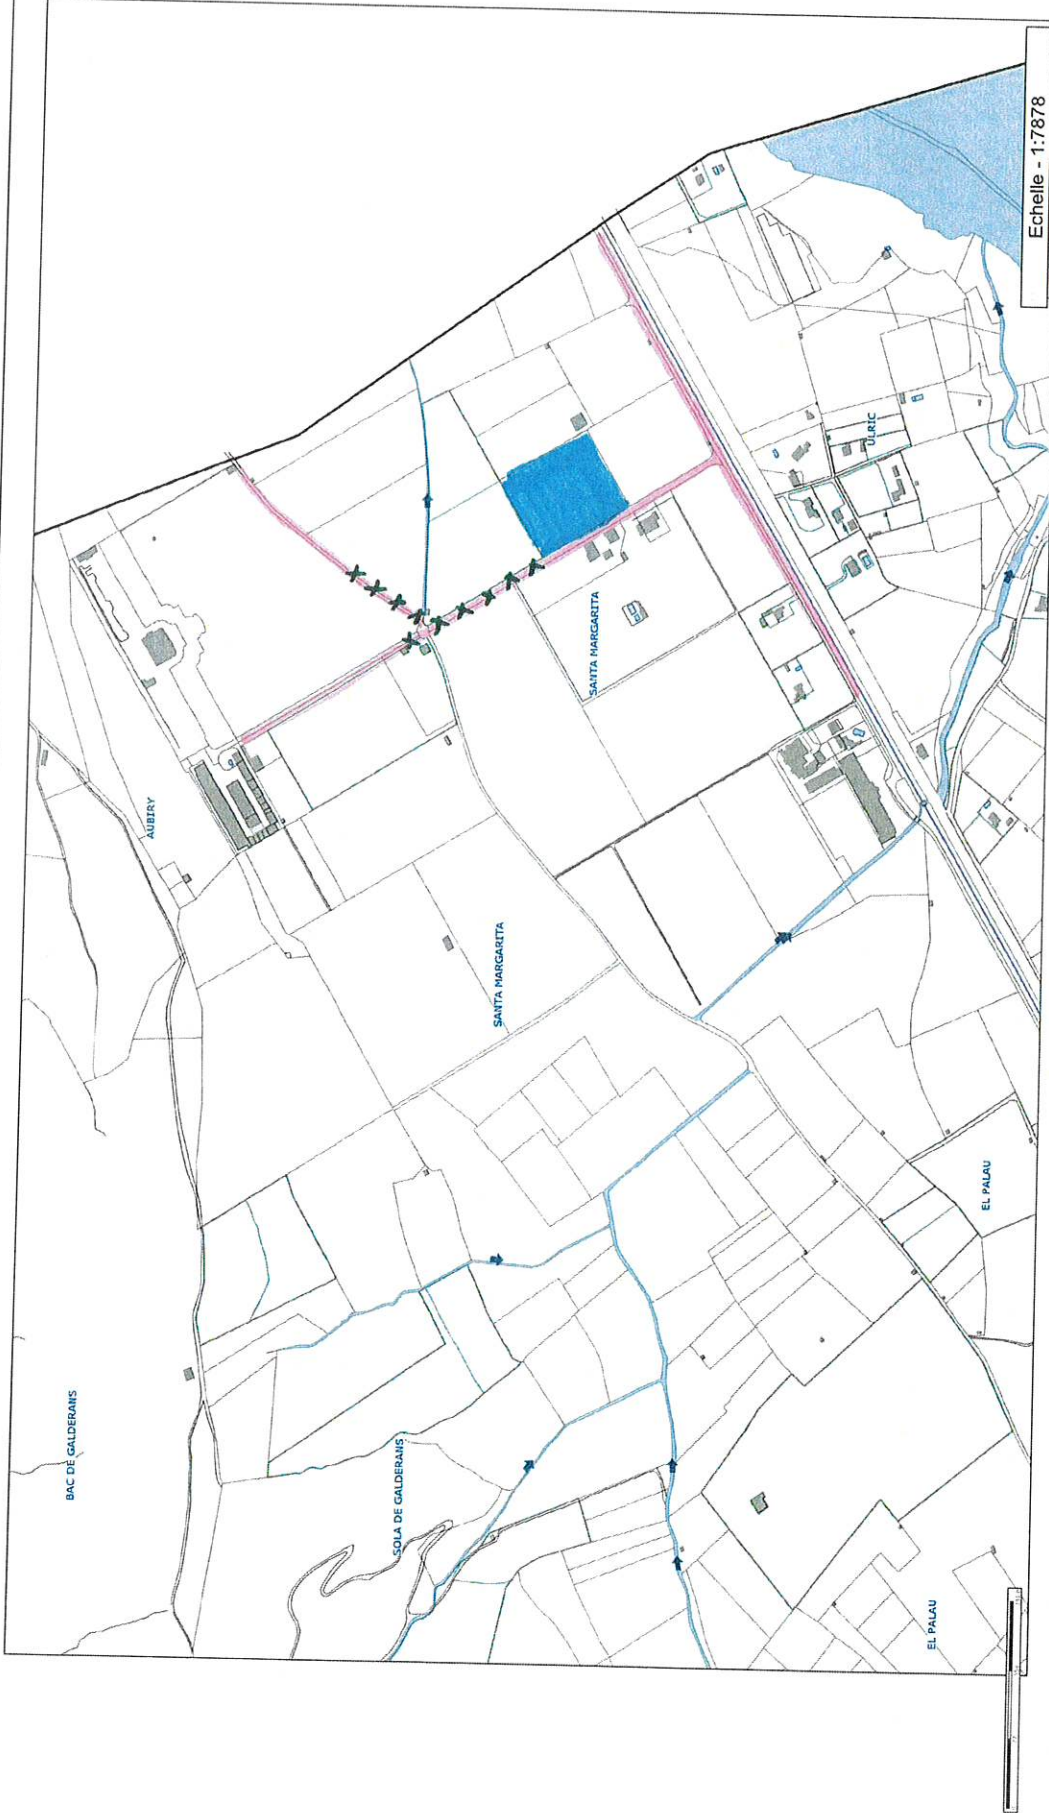 BAC DE GALDERANS
SOLA DE GALDERANS
AUBIRY
SANTA MARGARITA
SANTA MARGARITA
ULRIC
EL PALAU
EL PALAU
Echelle - 1:7878